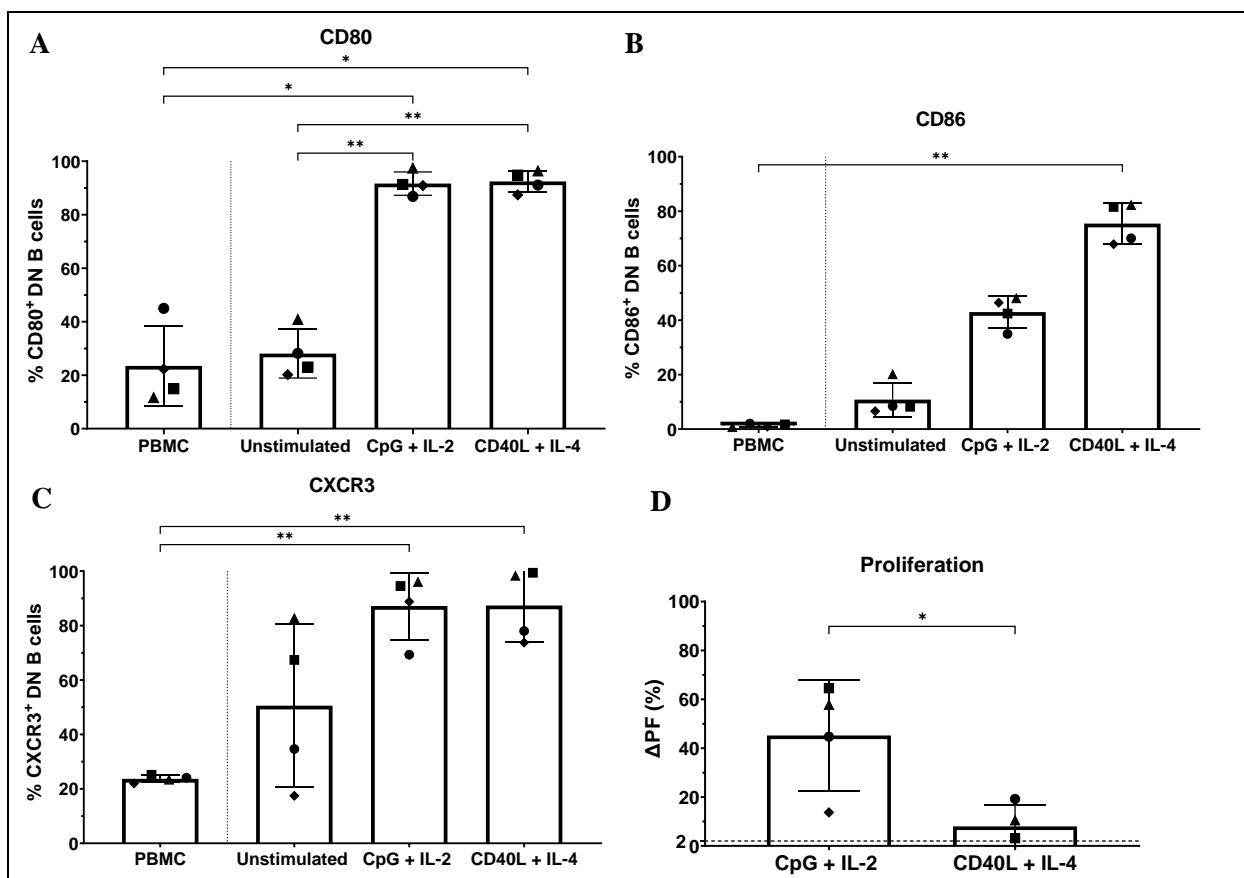 A
CD80
*
*
**
**
% CD80⁺ DN B cells
100
80
60
40
20
0
PBMC
Unstimulated
CpG + IL-2
CD40L + IL-4
B
CD86
**
% CD86⁺ DN B cells
100
80
60
40
20
0
PBMC
Unstimulated
CpG + IL-2
CD40L + IL-4
C
CXCR3
**
**
% CXCR3⁺ DN B cells
100
80
60
40
20
0
PBMC
Unstimulated
CpG + IL-2
CD40L + IL-4
D
Proliferation
*
ΔPF (%)
100
80
60
40
20
2
0
CpG + IL-2
CD40L + IL-4